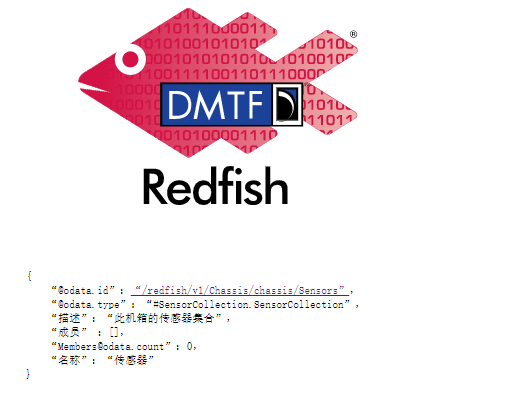 DMTF
®
Redfish
{
“@odata.id”: “/redfish/v1/Chassis/chassis/Sensors”,
“@odata.type”: “#SensorCollection.SensorCollection”,
“描述”: “此机箱的传感器集合”,
“成员” : [],
“Members@odata.count”: 0,
“名称”: “传感器”
}